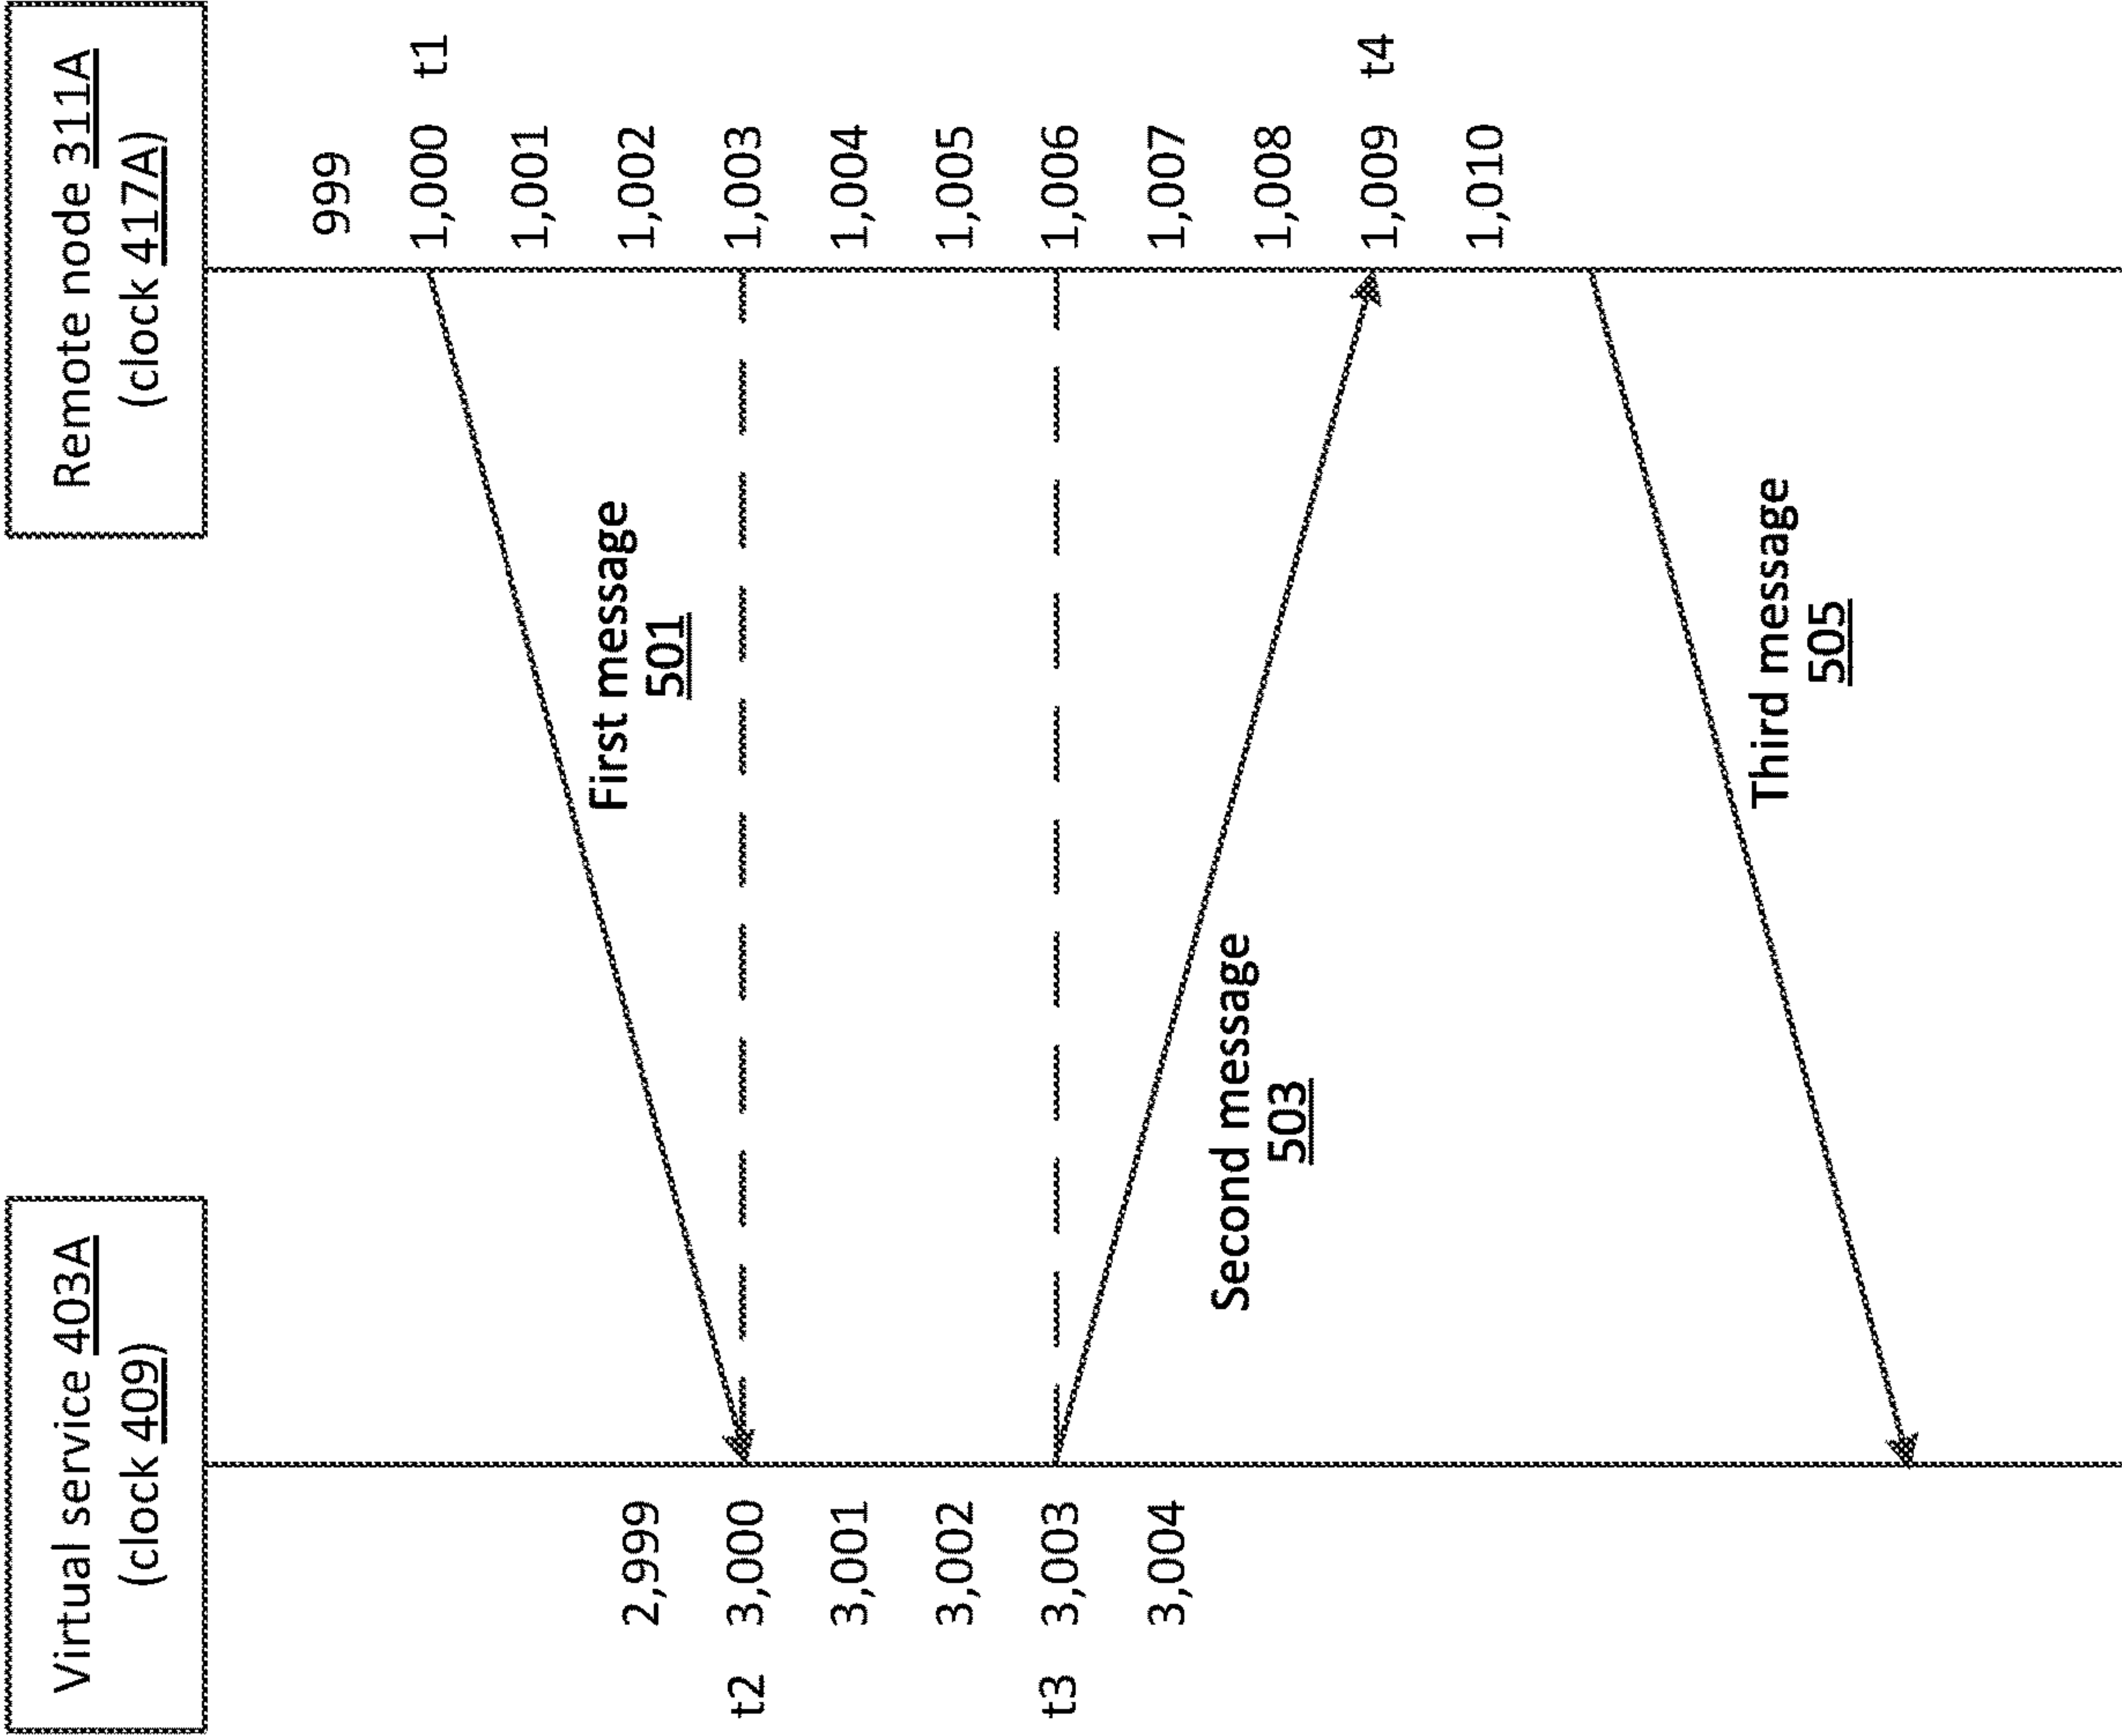 Virtual service 403A
(clock 409)
Remote node 311A
(clock 417A)
999
1,000 t1
1,001
1,002
2,999
First message
501
t2 3,000
1,003
3,001
1,004
3,002
1,005
t3 3,003
1,006
3,004
1,007
Second message
503
1,008
1,009 t4
1,010
Third message
505